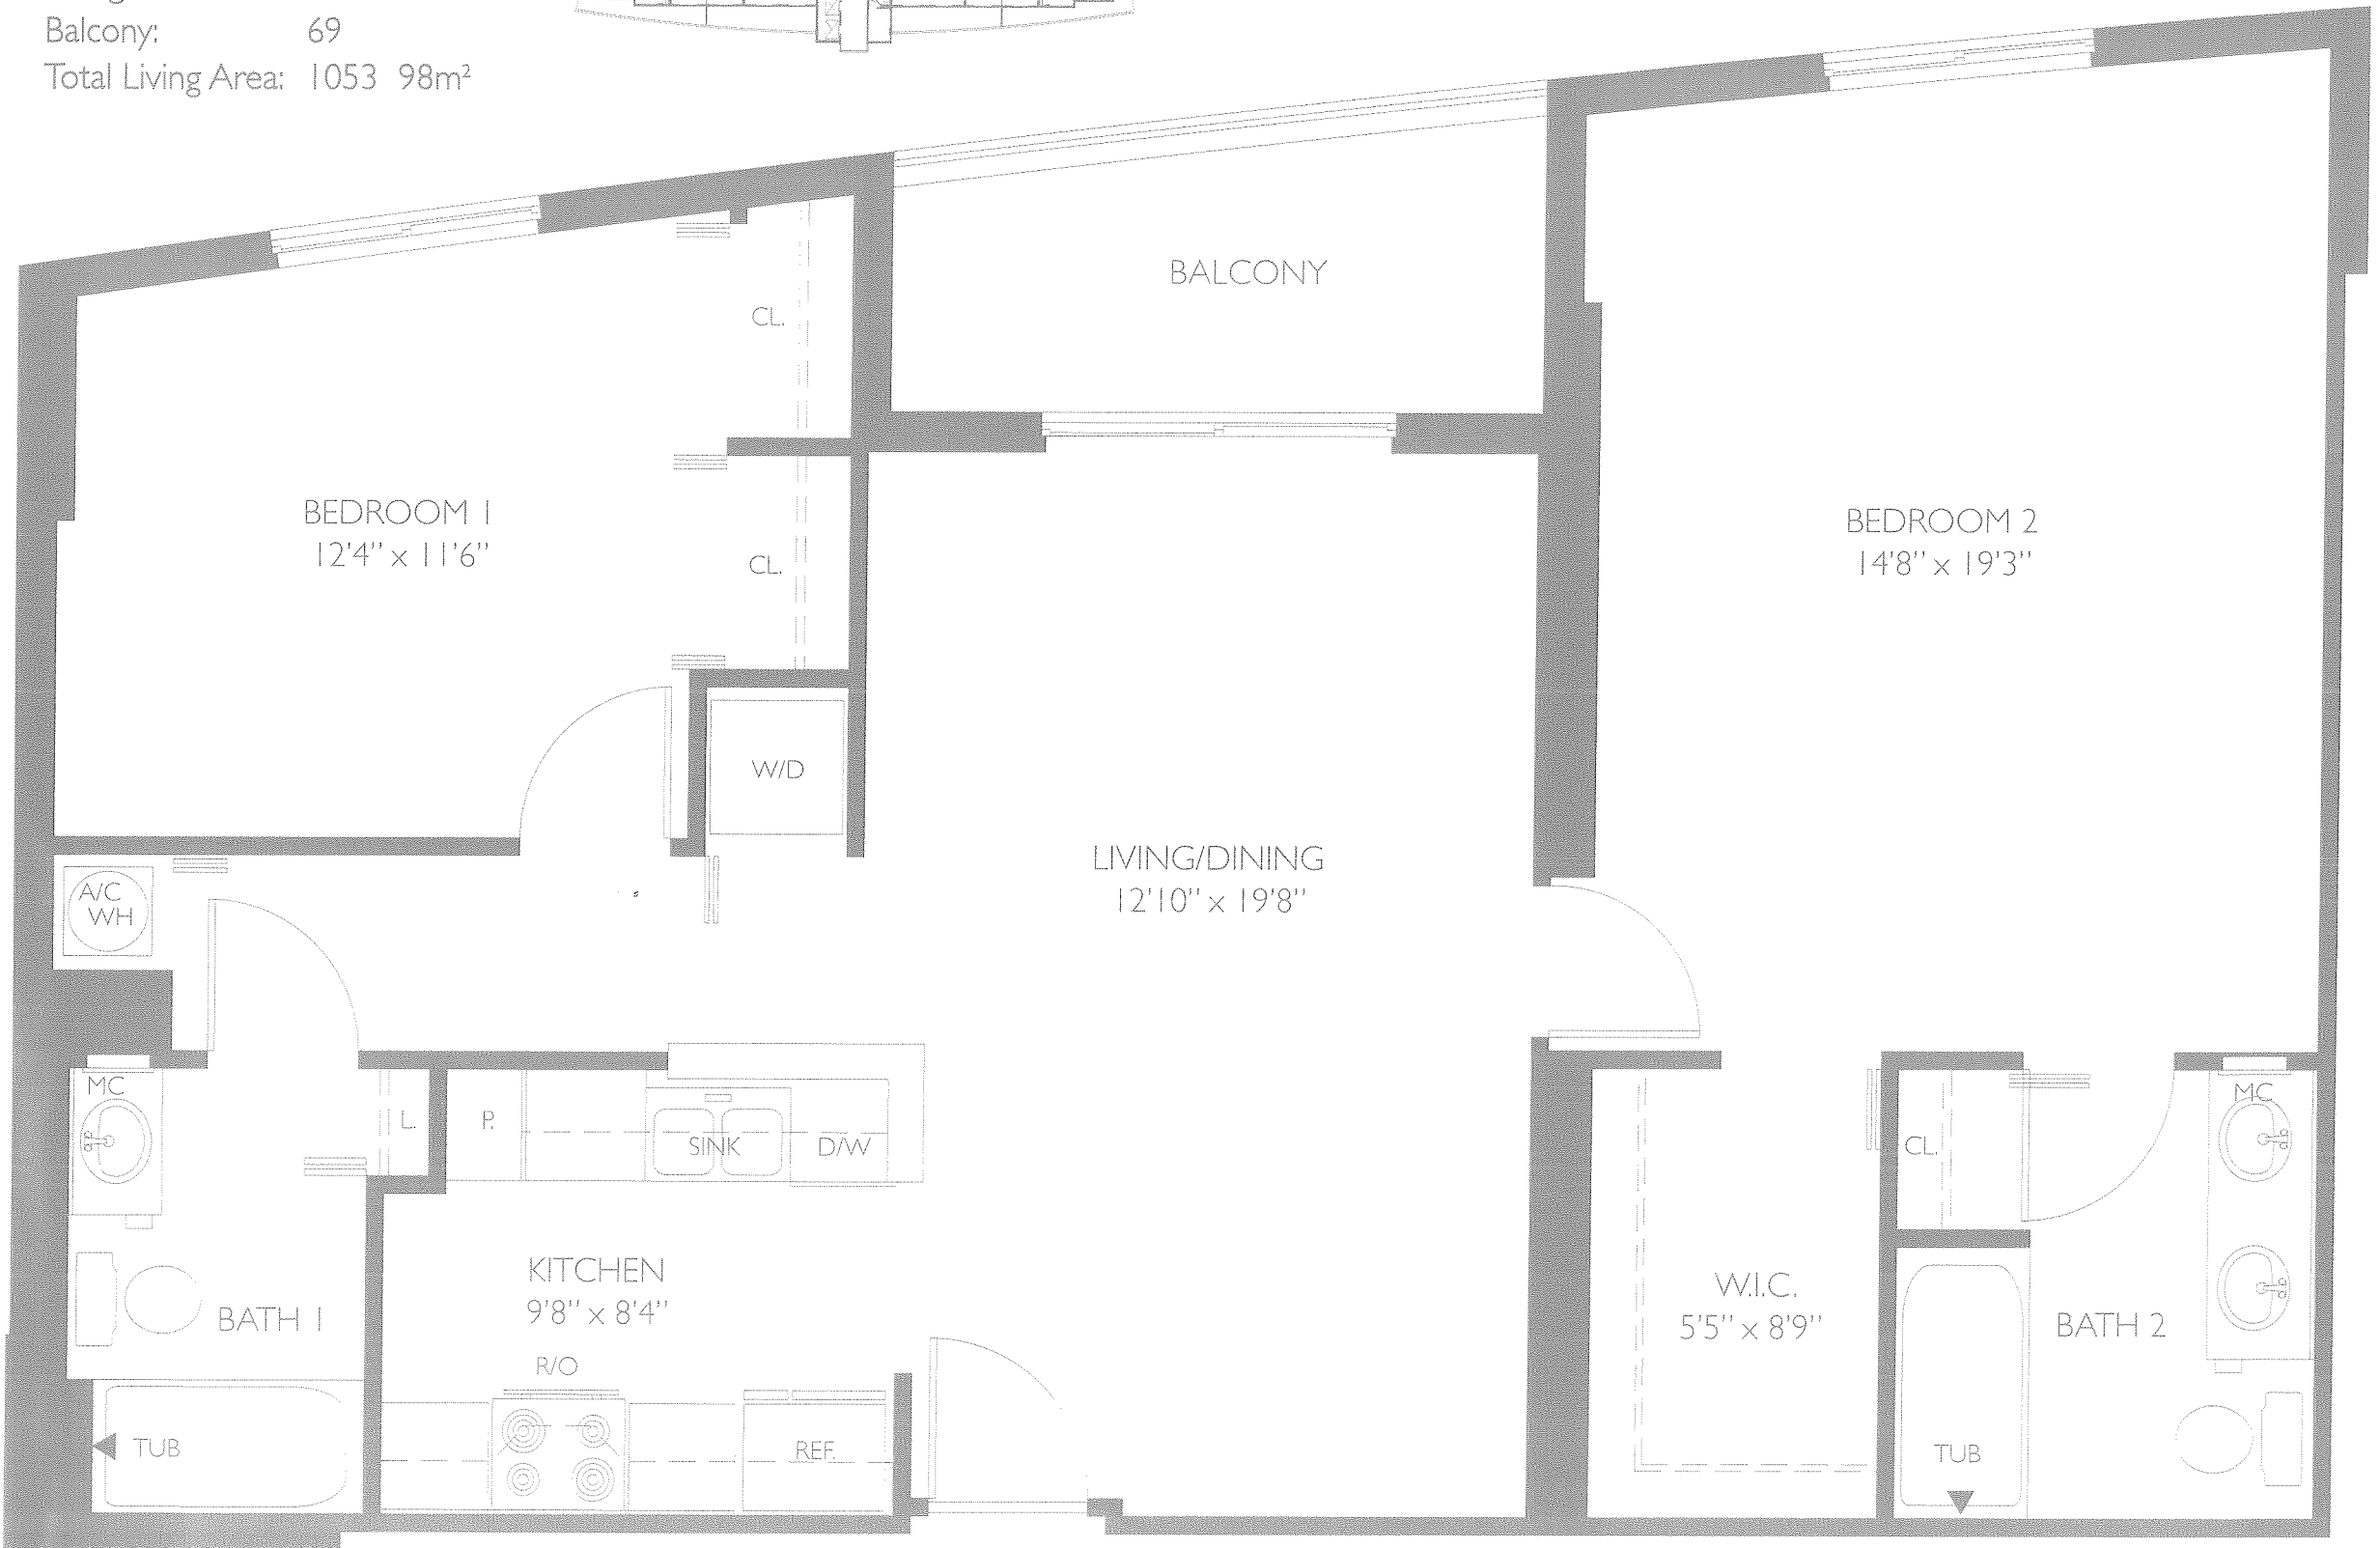 Balcony: 69
Total Living Area: 1053 98m²
BALCONY
CL.
BEDROOM 1
12'4" x 11'6"
BEDROOM 2
14'8" x 19'3"
CL.
W/D
LIVING/DINING
12'10" x 19'8"
A/C
WH
MC
L.
P.
SINK
D/W
CL.
MC
KITCHEN
9'8" x 8'4"
W.I.C.
5'5" x 8'9"
BATH 1
BATH 2
R/O
TUB
REF.
TUB